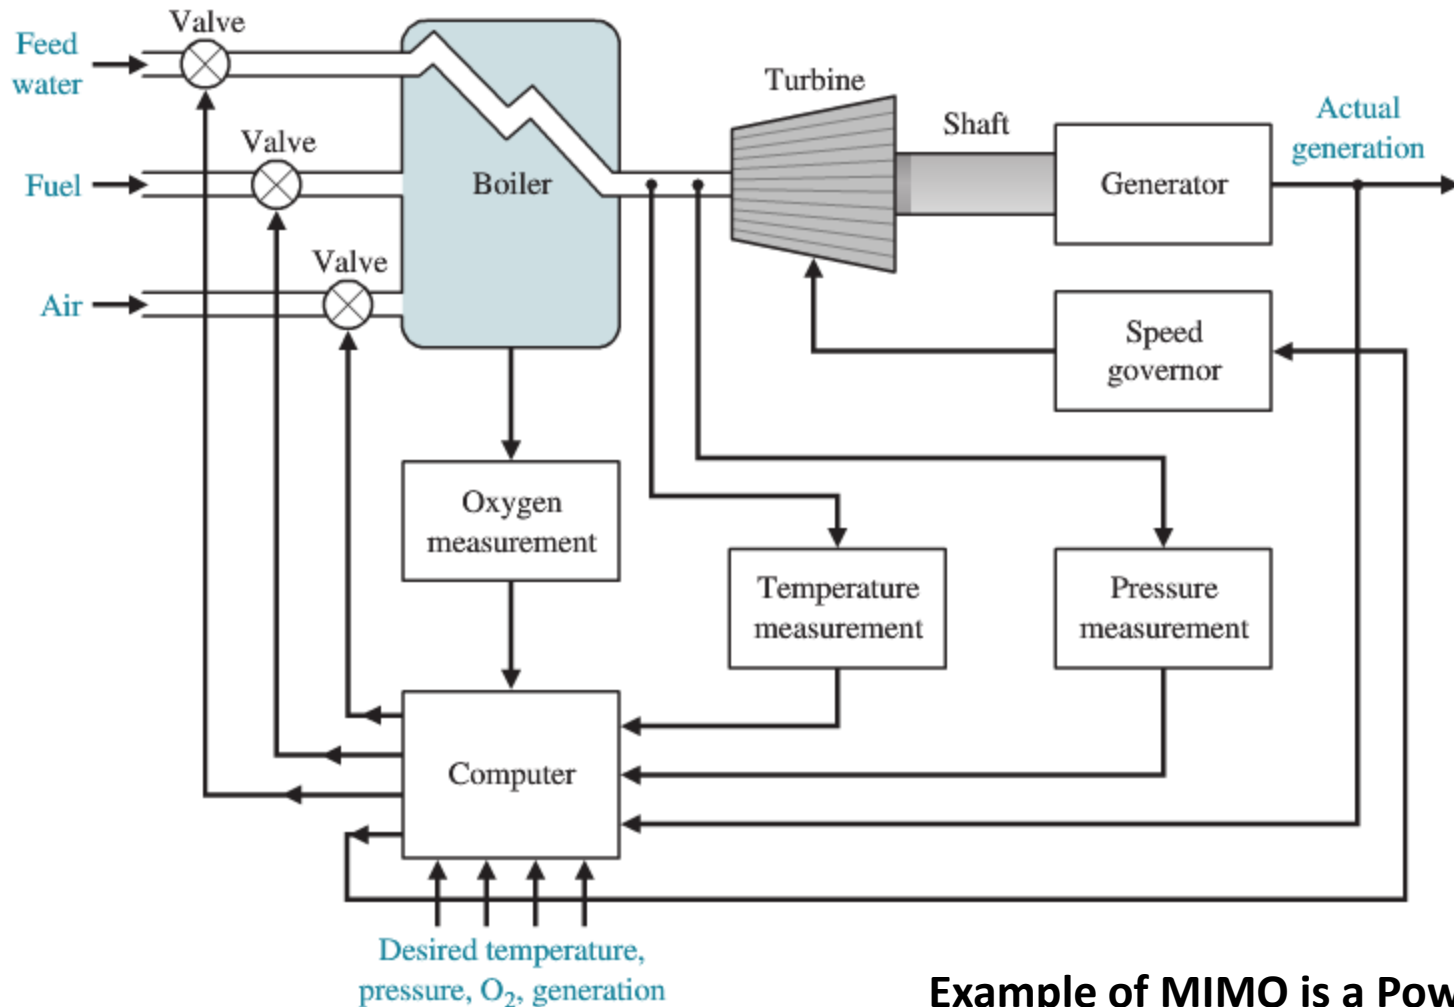 Valve
Feed
water
Valve
Fuel
Valve
Air
Boiler
Turbine
Shaft
Generator
Actual
generation
Speed
governor
Oxygen
measurement
Temperature
measurement
Pressure
measurement
Computer
Desired temperature,
pressure, O₂, generation
Example of MIMO is a